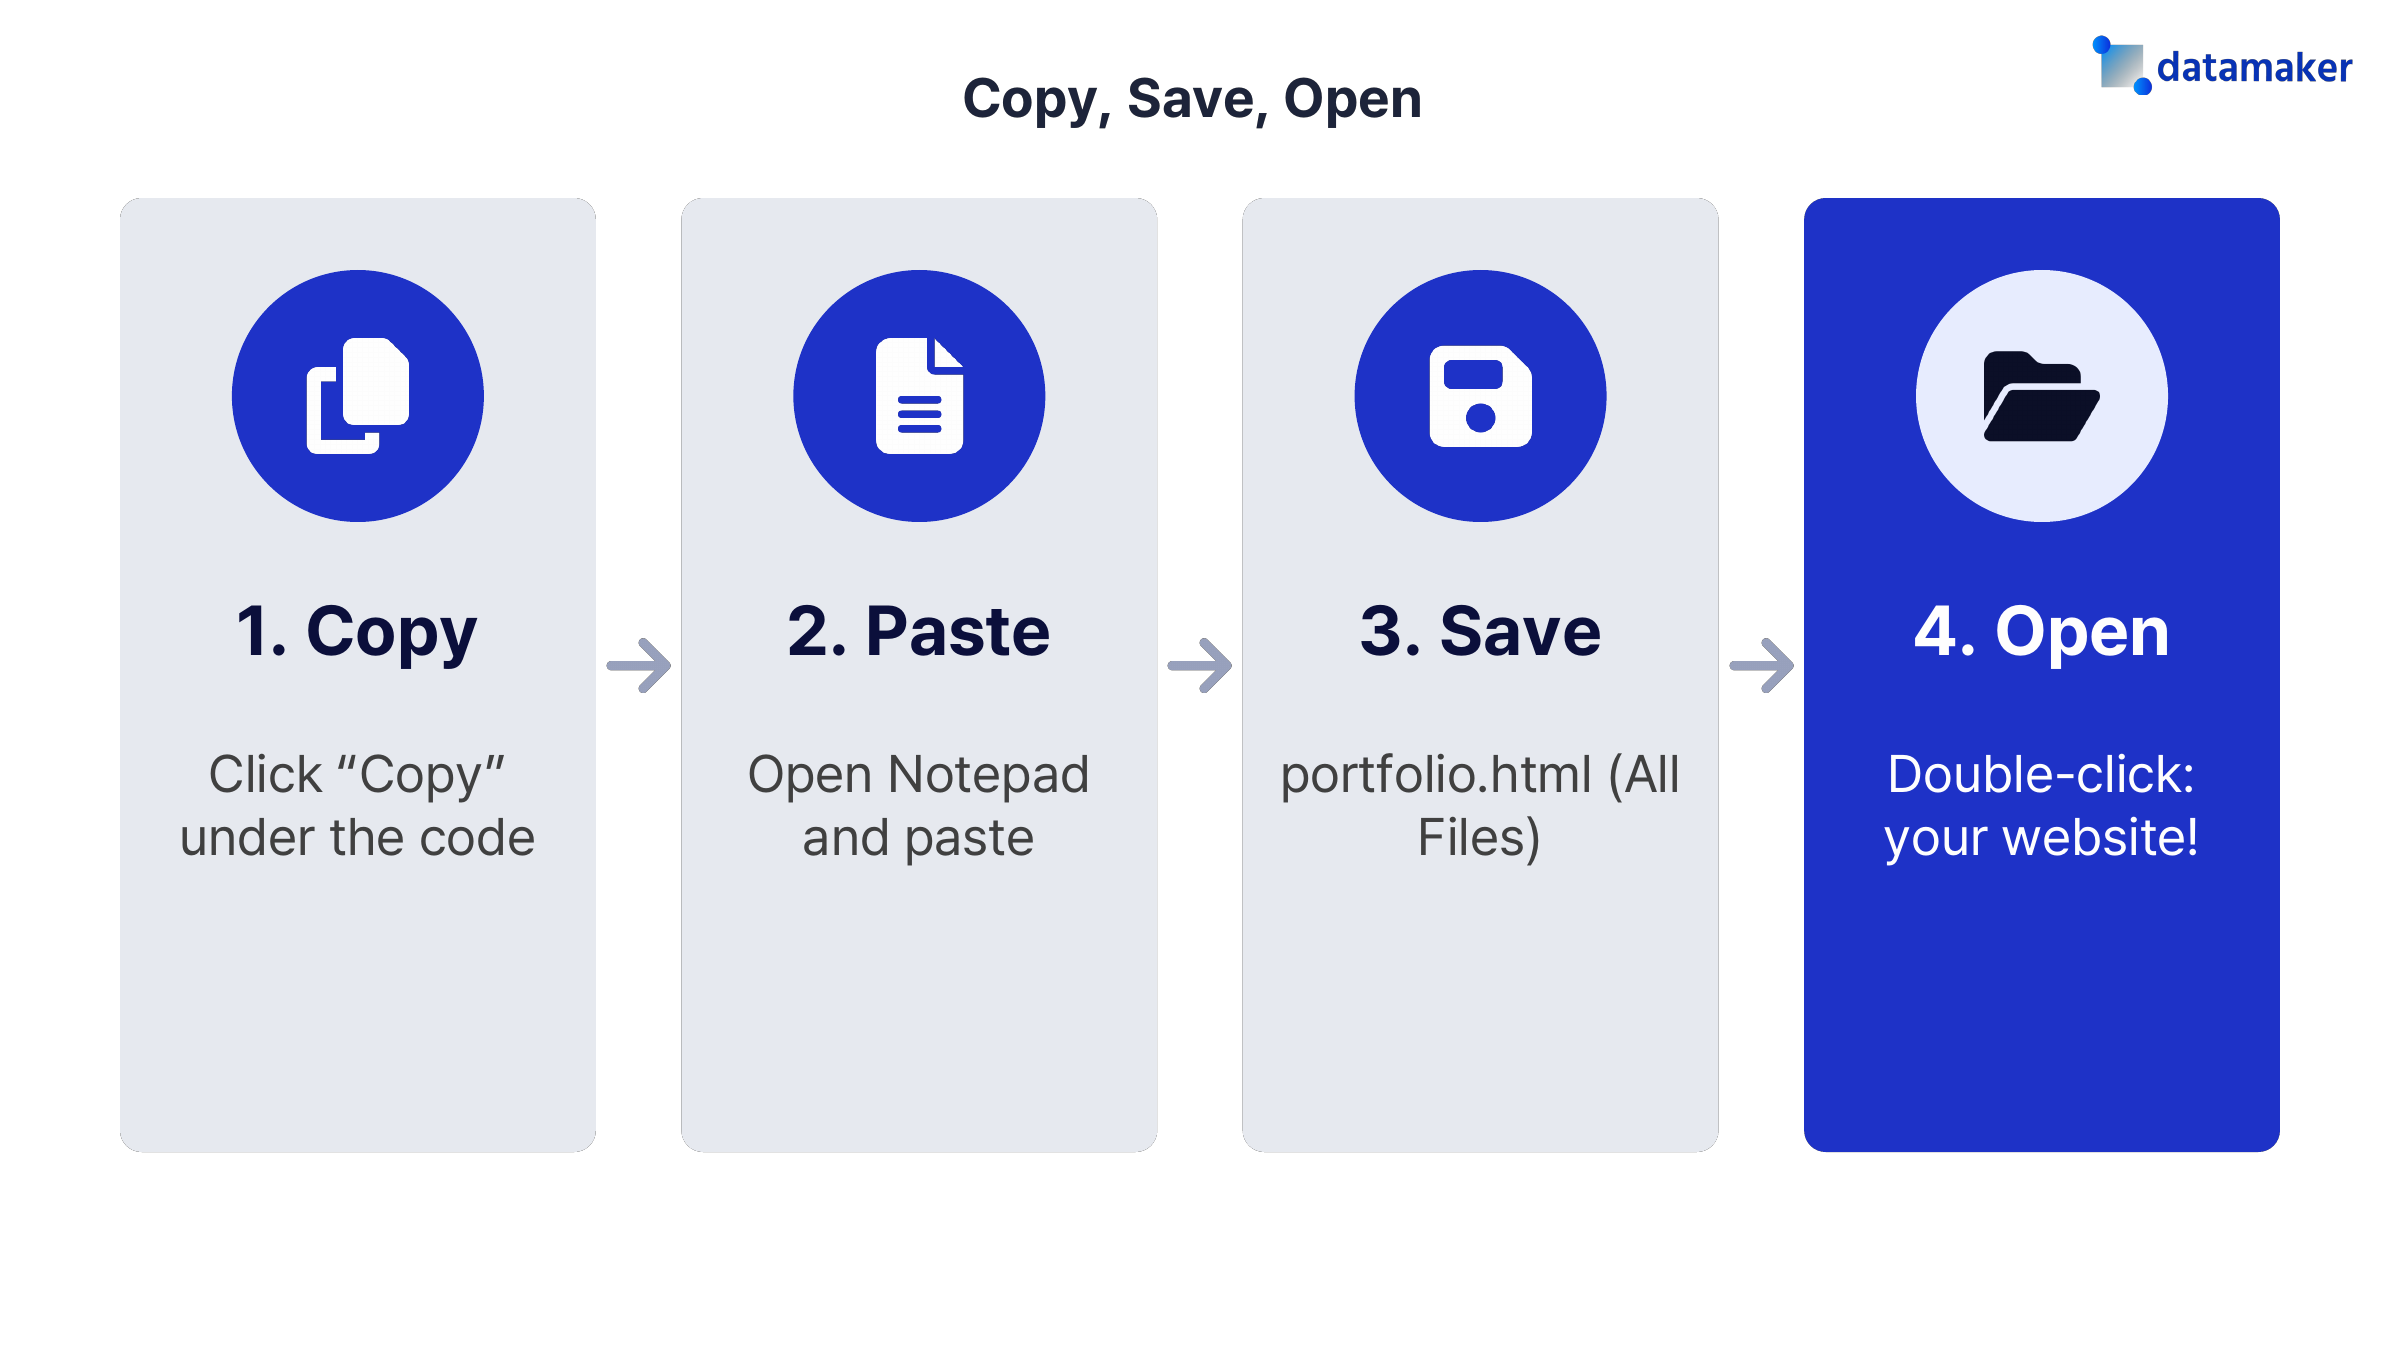 datamaker
Copy, Save, Open
1. Copy
Click “Copy”
under the code
2. Paste
Open Notepad
and paste
3. Save
portfolio.html (All
Files)
4. Open
Double-click:
your website!